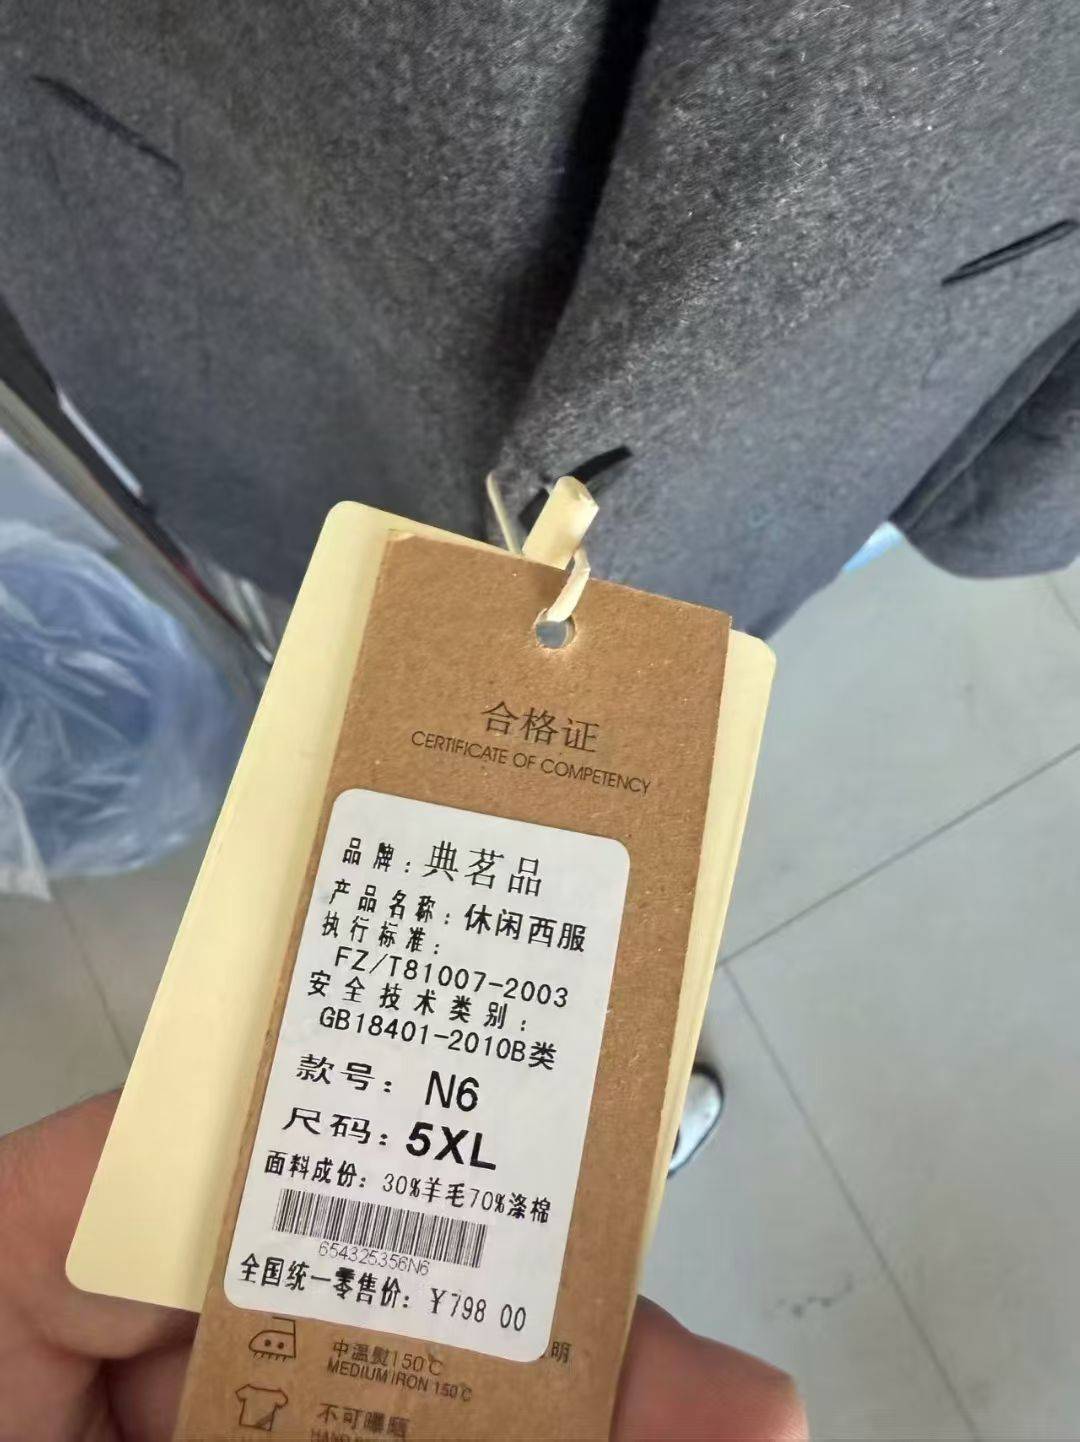 合格证
CERTIFICATE OF COMPETENCY
品牌：典茗品
产品名称：休闲西服
执行标准：
FZ/T81007-2003
安全技术类别：
GB18401-2010B类
款号：N6
尺码：5XL
面料成份：30%羊毛70%涤棉
654325356N6
全国统一零售价：￥798 00
明
中温熨150℃
MEDIUM IRON 150℃
不可曝晒